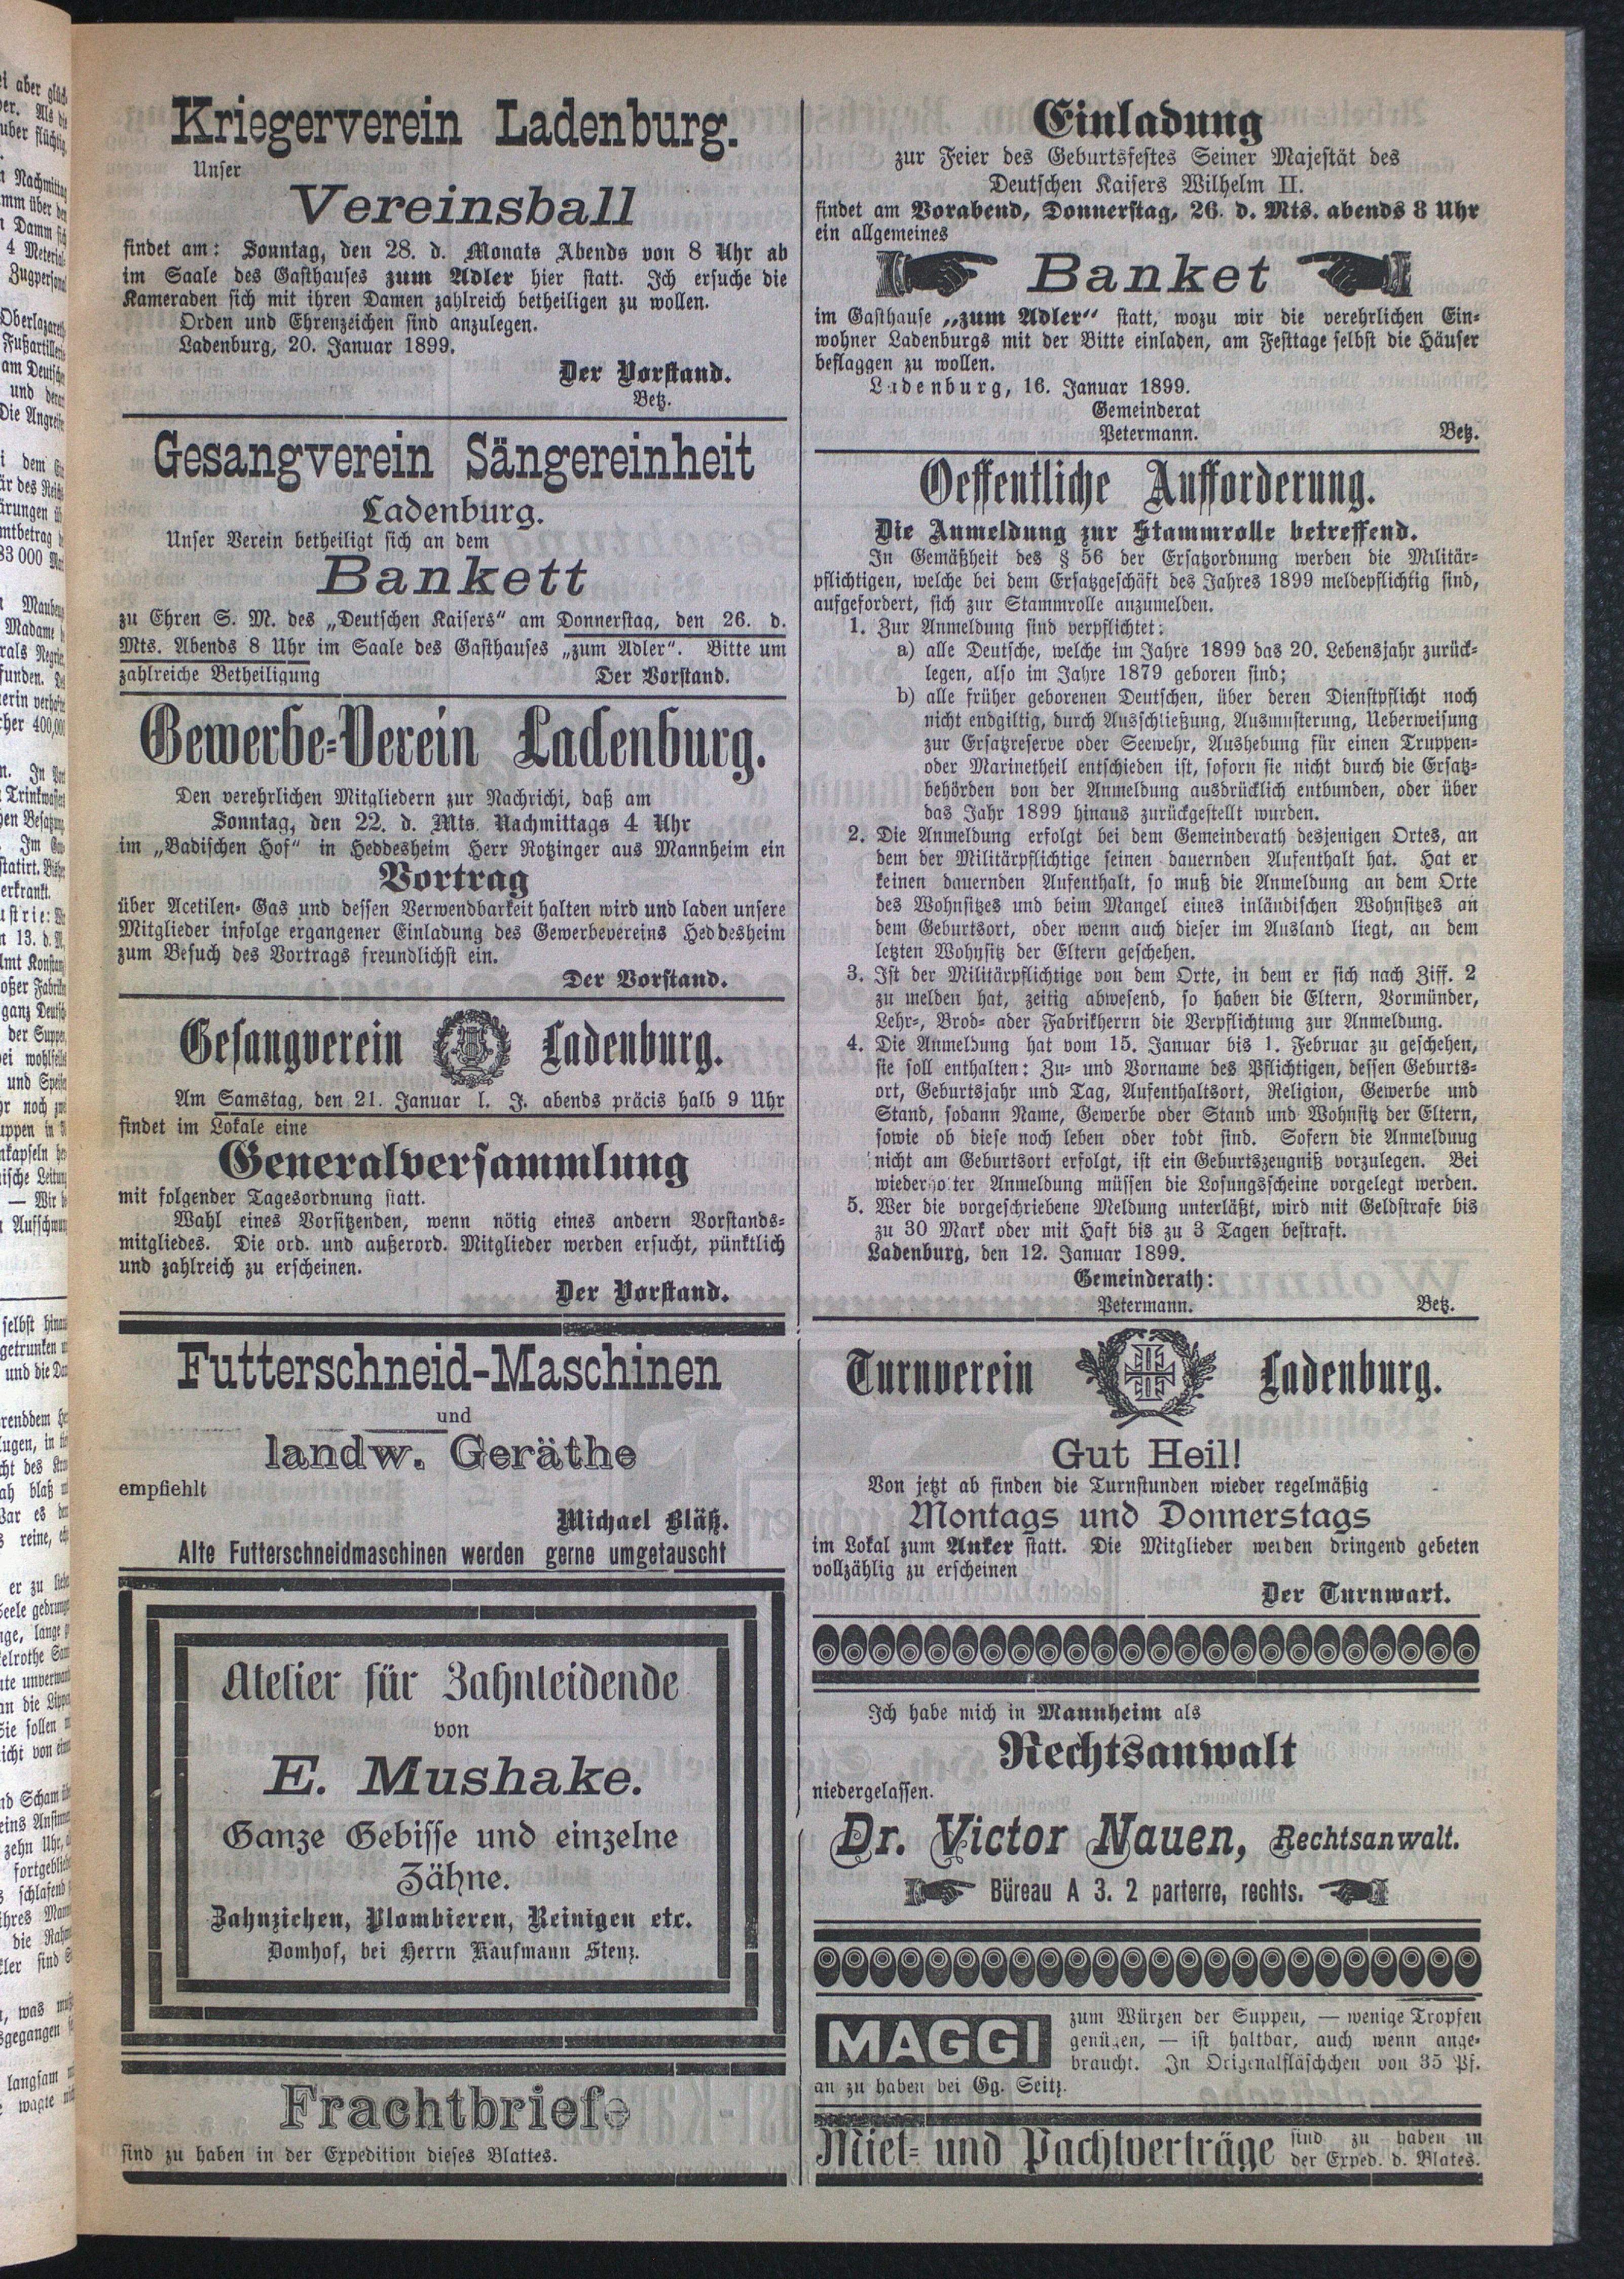 Kriegerverein Ladenburg.
Unser
Vereinsball
findet am: Sonntag, den 28. d. Monats Abends von 8 Uhr ab
im Saale des Gasthauses zum Adler hier statt. Ich ersuche die
Kameraden sich mit ihren Damen zahlreich betheiligen zu wollen.
Orden und Ehrenzeichen sind anzulegen.
Ladenburg, 20. Januar 1899.
Der Vorstand.
Betz.
Gesangverein Sängereinheit
Ladenburg.
Unser Verein betheiligt sich an dem
Bankett
zu Ehren S. M. des „Deutschen Kaisers“ am Donnerstag, den 26. d.
Mts. Abends 8 Uhr im Saale des Gasthauses „zum Adler“. Bitte um
zahlreiche Betheiligung
Der Vorstand.
Gewerbe-Verein Ladenburg.
Den verehrlichen Mitgliedern zur Nachrichi, daß am
Sonntag, den 22. d. Mts. Nachmittags 4 Uhr
im „Badischen Hof“ in Heddesheim Herr Rotzinger aus Mannheim ein
Vortrag
über Acetilen- Gas und dessen Verwendbarkeit halten wird und laden unsere
Mitglieder infolge ergangener Einladung des Gewerbevereins Heddesheim
zum Besuch des Vortrags freundlichst ein.
Der Vorstand.
Gesangverein Ladenburg.
Am Samstag, den 21. Januar l. J. abends präcis halb 9 Uhr
findet im Lokale eine
Generalversammlung
mit folgender Tagesordnung statt.
Wahl eines Vorsitzenden, wenn nötig eines andern Vorstands-
mitgliedes. Die ord. und außerord. Mitglieder werden ersucht, pünktlich
und zahlreich zu erscheinen.
Der Vorstand.
Futterschneid-Maschinen
und
landw. Geräthe
empfiehlt
Michael Bläß.
Alte Futterschneidmaschinen werden gerne umgetauscht
Atelier für Zahnleidende
von
E. Mushake.
Ganze Gebisse und einzelne
Zähne.
Zahnziehen, Plombieren, Reinigen etc.
Domhof, bei Herrn Kaufmann Stenz.
Frachtbriefe
sind zu haben in der Expedition dieses Blattes.
Einladung
zur Feier des Geburtsfestes Seiner Majestät des
Deutschen Kaisers Wilhelm II.
findet am Vorabend, Donnerstag, 26. d. Mts. abends 8 Uhr
ein allgemeines
Banket
im Gasthause „zum Adler“ statt, wozu wir die verehrlichen Ein-
wohner Ladenburgs mit der Bitte einladen, am Festtage selbst die Häuser
beflaggen zu wollen.
Ladenburg, 16. Januar 1899.
Gemeinderat
Petermann. Betz.
Oeffentliche Aufforderung.
Die Anmeldung zur Stammrolle betreffend.
In Gemäßheit des § 56 der Ersatzordnung werden die Militär-
pflichtigen, welche bei dem Ersatzgeschäft des Jahres 1899 meldepflichtig sind,
aufgefordert, sich zur Stammrolle anzumelden.
1. Zur Anmeldung sind verpflichtet:
a) alle Deutsche, welche im Jahre 1899 das 20. Lebensjahr zurück-
legen, also im Jahre 1879 geboren sind;
b) alle früher geborenen Deutschen, über deren Dienstpflicht noch
nicht endgiltig, durch Ausschließung, Ausmusterung, Ueberweisung
zur Ersatzreserve oder Seewehr, Aushebung für einen Truppen-
oder Marinetheil entschieden ist, sofern sie nicht durch die Ersatz-
behörden von der Anmeldung ausdrücklich entbunden, oder über
das Jahr 1899 hinaus zurückgestellt wurden.
2. Die Anmeldung erfolgt bei dem Gemeinderath desjenigen Ortes, an
dem der Militärpflichtige seinen dauernden Aufenthalt hat. Hat er
keinen dauernden Aufenthalt, so muß die Anmeldung an dem Orte
des Wohnsitzes und beim Mangel eines inländischen Wohnsitzes an
dem Geburtsort, oder wenn auch dieser im Ausland liegt, an dem
letzten Wohnsitz der Eltern geschehen.
3. Ist der Militärpflichtige von dem Orte, in dem er sich nach Ziff. 2
zu melden hat, zeitig abwesend, so haben die Eltern, Vormünder,
Lehr-, Brod- ader Fabrikherrn die Verpflichtung zur Anmeldung.
4. Die Anmeldung hat vom 15. Januar bis 1. Februar zu geschehen,
sie soll enthalten: Zu- und Vorname des Pflichtigen, dessen Geburts-
ort, Geburtsjahr und Tag, Aufenthaltsort, Religion, Gewerbe und
Stand, sodann Name, Gewerbe oder Stand und Wohnsitz der Eltern,
sowie ob diese noch leben oder todt sind. Sofern die Anmeldung
nicht am Geburtsort erfolgt, ist ein Geburtszeugniß vorzulegen. Bei
wiederholter Anmeldung müssen die Losungsscheine vorgelegt werden.
5. Wer die vorgeschriebene Meldung unterläßt, wird mit Geldstrafe bis
zu 30 Mark oder mit Haft bis zu 3 Tagen bestraft.
Ladenburg, den 12. Januar 1899.
Gemeinderath:
Petermann. Betz.
Turnverein Ladenburg.
Gut Heil!
Von jetzt ab finden die Turnstunden wieder regelmäßig
Montags und Donnerstags
im Lokal zum Anker statt. Die Mitglieder werden dringend gebeten
vollzählig zu erscheinen
Der Turnwart.
Ich habe mich in Mannheim als
Rechtsanwalt
niedergelassen.
Dr. Victor Nauen, Rechtsanwalt.
Büreau A 3. 2 parterre, rechts.
MAGGI zum Würzen der Suppen, — wenige Tropfen
genügen, — ist haltbar, auch wenn ange-
braucht. In Originalfläschchen von 35 Pf.
an zu haben bei Gg. Seitz.
Miet- und Pachtverträge sind zu haben in
der Exped. d. Blates.